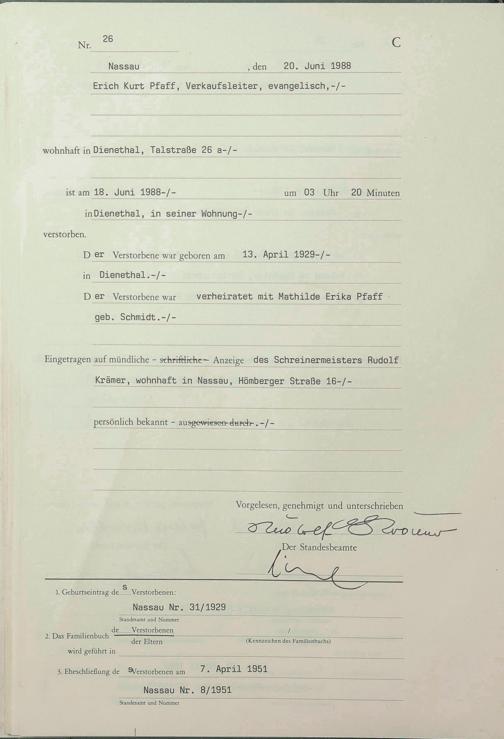 Nr. 26 C
Nassau , den 20. Juni 1988
Erich Kurt Pfaff, Verkaufsleiter, evangelisch,-/-
wohnhaft in Dienethal, Talstraße 26 a-/-
ist am 18. Juni 1988-/- um 03 Uhr 20 Minuten
in Dienethal, in seiner Wohnung-/-
verstorben.
D er Verstorbene war geboren am 13. April 1929-/-
in Dienethal.-/-
D er Verstorbene war verheiratet mit Mathilde Erika Pfaff
geb. Schmidt.-/-
Eingetragen auf mündliche - schriftliche - Anzeige des Schreinermeisters Rudolf
Krämer, wohnhaft in Nassau, Hömberger Straße 16-/-
persönlich bekannt - ausgewiesen durch .-/-
Vorgelesen, genehmigt und unterschrieben
Der Standesbeamte
1. Geburtseintrag de s Verstorbenen:
Nassau Nr. 31/1929
Standesamt und Nummer
2. Das Familienbuch de Verstorbenen /
der Eltern (Kennzeichen des Familienbuchs)
wird geführt in
3. Eheschließung de s Verstorbenen am 7. April 1951
Nassau Nr. 8/1951
Standesamt und Nummer